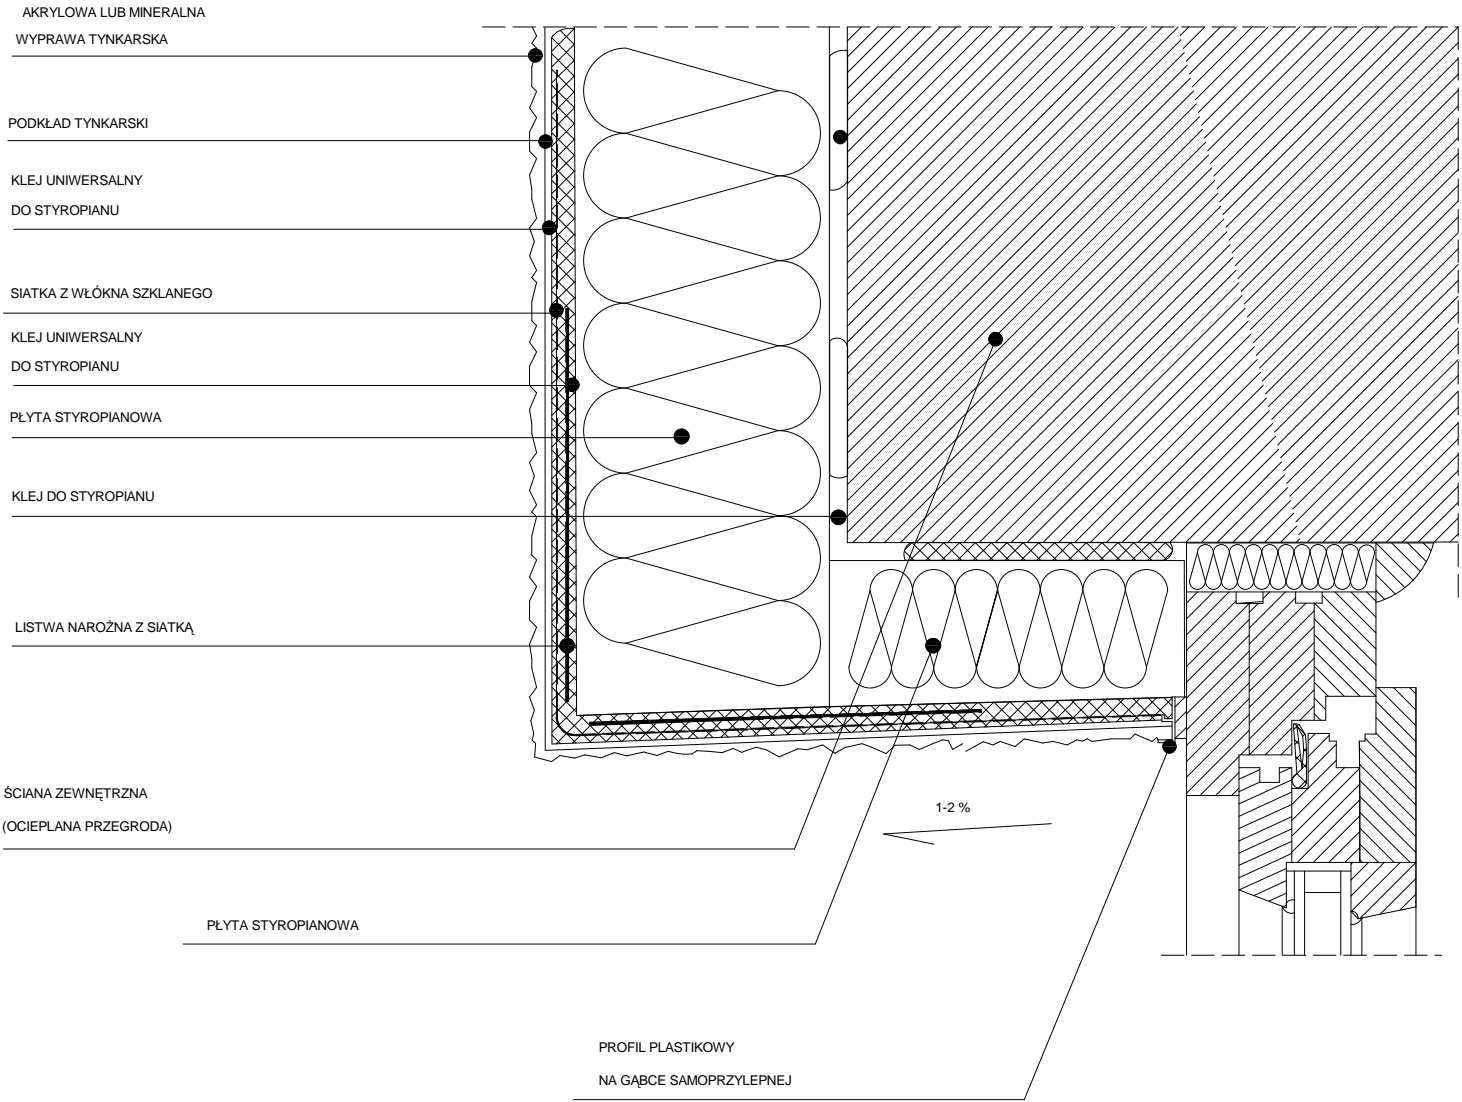 AKRYLOWA LUB MINERALNA
WYPRAWA TYNKARSKA
PODKŁAD TYNKARSKI
KLEJ UNIWERSALNY
DO STYROPIANU
SIATKA Z WŁÓKNA SZKLANEGO
KLEJ UNIWERSALNY
DO STYROPIANU
PŁYTA STYROPIANOWA
KLEJ DO STYROPIANU
LISTWA NAROŻNA Z SIATKĄ
ŚCIANA ZEWNĘTRZNA
(OCIEPLANA PRZEGRODA)
1-2 %
PŁYTA STYROPIANOWA
PROFIL PLASTIKOWY
NA GĄBCE SAMOPRZYLEPNEJ